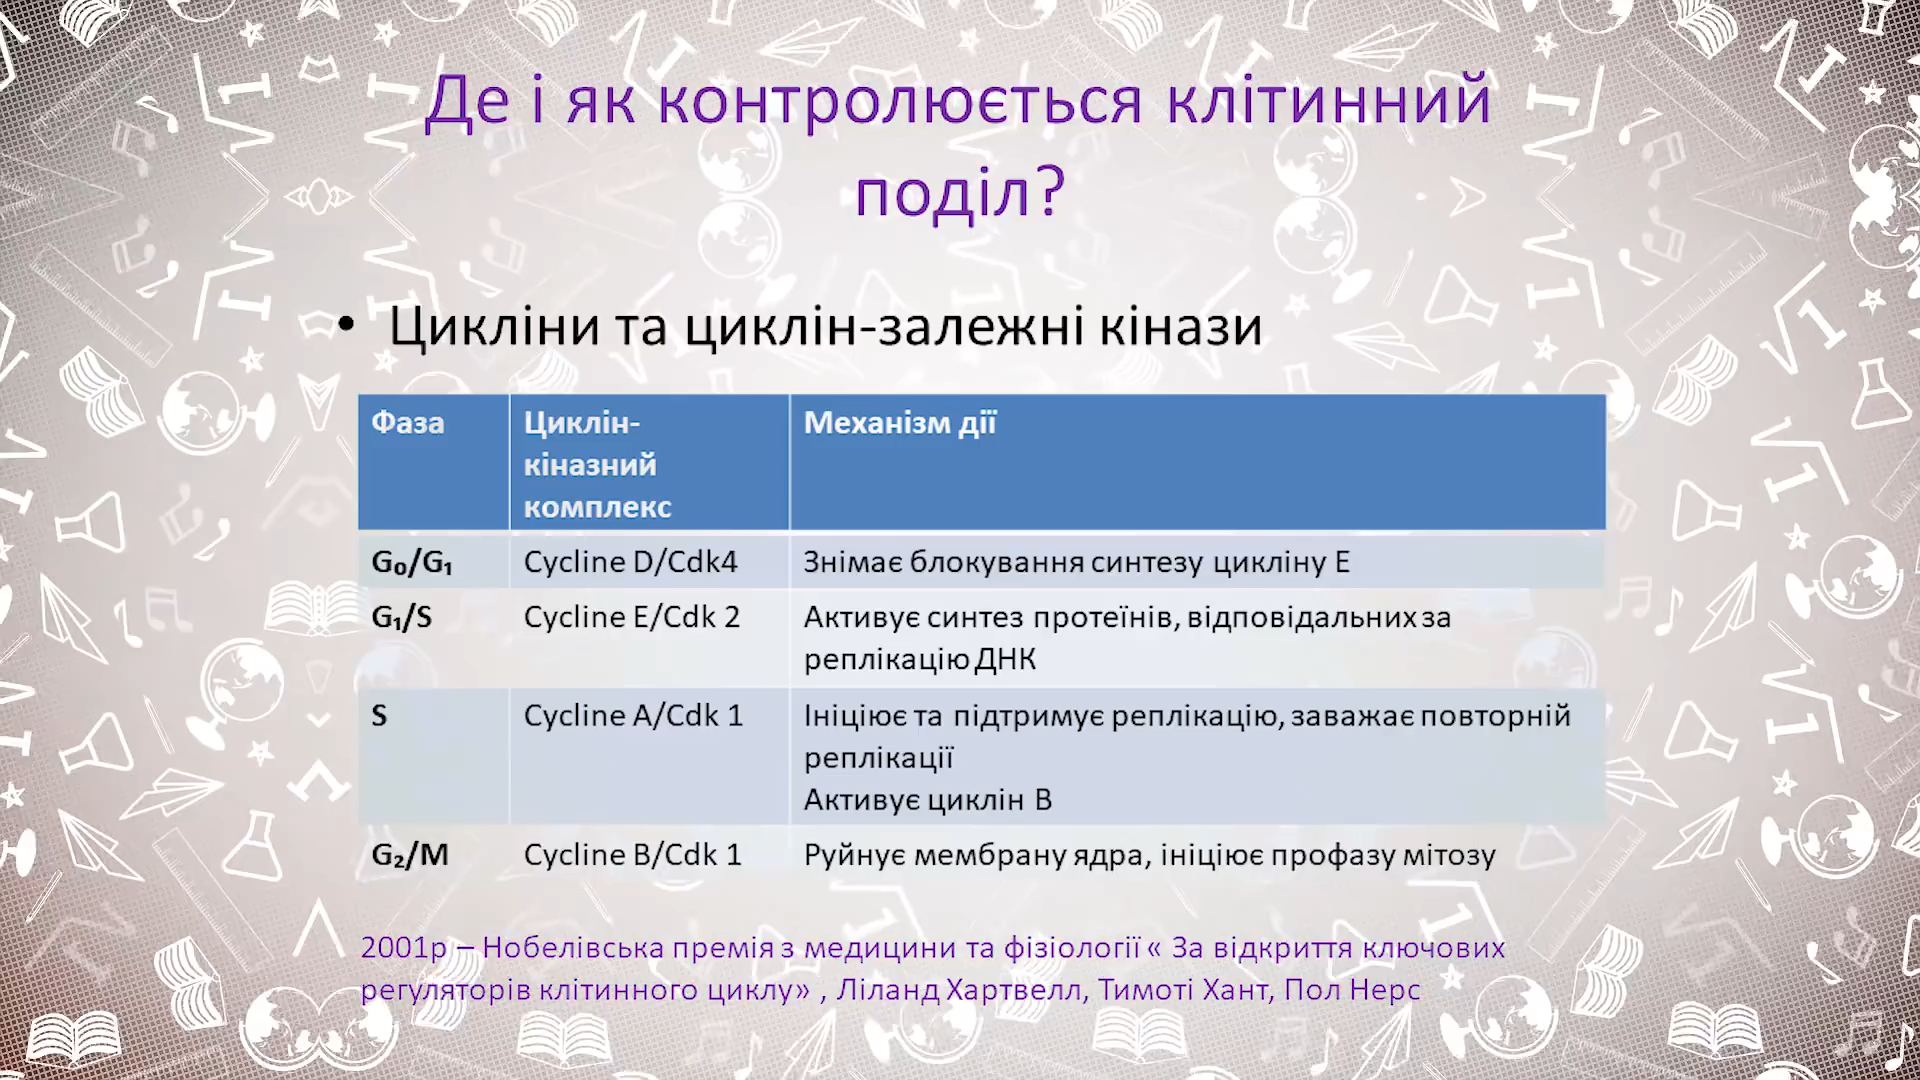 Де і як контролюється клітинний
поділ?
• Цикліни та циклін-залежні кінази
Фаза
Циклін-
кіназний
комплекс
Механізм дії
G₀/G₁
Cycline D/Cdk4
Знімає блокування синтезу цикліну Е
G₁/S
Cycline E/Cdk 2
Активує синтез протеїнів, відповідальних за
реплікацію ДНК
S
Cycline A/Cdk 1
Ініціює та підтримує реплікацію, заважає повторній
реплікації
Активує циклін В
G₂/M
Cycline B/Cdk 1
Руйнує мембрану ядра, ініціює профазу мітозу
2001р – Нобелівська премія з медицини та фізіології « За відкриття ключових
регуляторів клітинного циклу» , Ліланд Хартвелл, Тимоті Хант, Пол Нерс